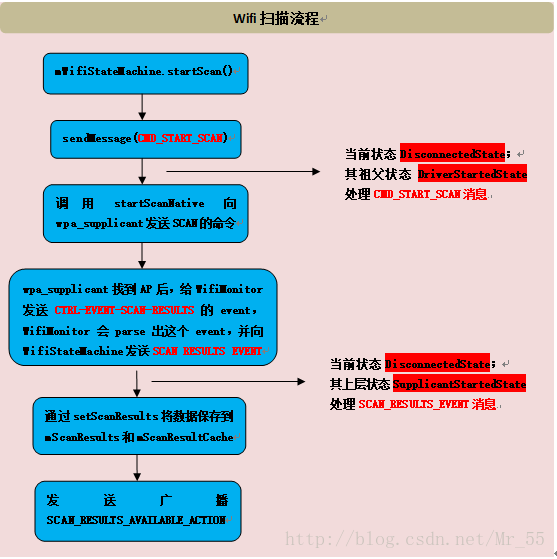 Wifi 扫描流程
mWifiStateMachine.startScan()
sendMessage(CMD_START_SCAN)
当前状态 DisconnectedState；
其祖父状态 DriverStartedState
处理 CMD_START_SCAN 消息
调用 startScanNative 向
wpa_supplicant 发送 SCAN 的命令
wpa_supplicant 找到 AP 后，给 WifiMonitor
发送 CTRL-EVENT-SCAN-RESULTS 的 event，
WifiMonitor 会 parse 出这个 event，并向
WifiStateMachine 发送 SCAN_RESULTS_EVENT
当前状态 DisconnectedState；
其上层状态 SupplicantStartedState
处理 SCAN_RESULTS_EVENT 消息
通过 setScanResults 将数据保存到
mScanResults 和 mScanResultCache
发送广播
SCAN_RESULTS_AVAILABLE_ACTION
http://blog.csdn.net/Mr_55